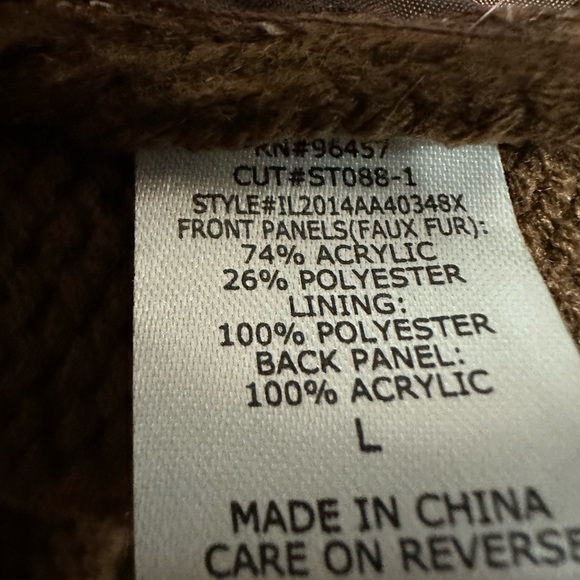 RN#96457
CUT#ST088-1
STYLE#IL2014AA40348X
FRONT PANELS(FAUX FUR):
74% ACRYLIC
26% POLYESTER
LINING:
100% POLYESTER
BACK PANEL:
100% ACRYLIC
L
MADE IN CHINA
CARE ON REVERSE